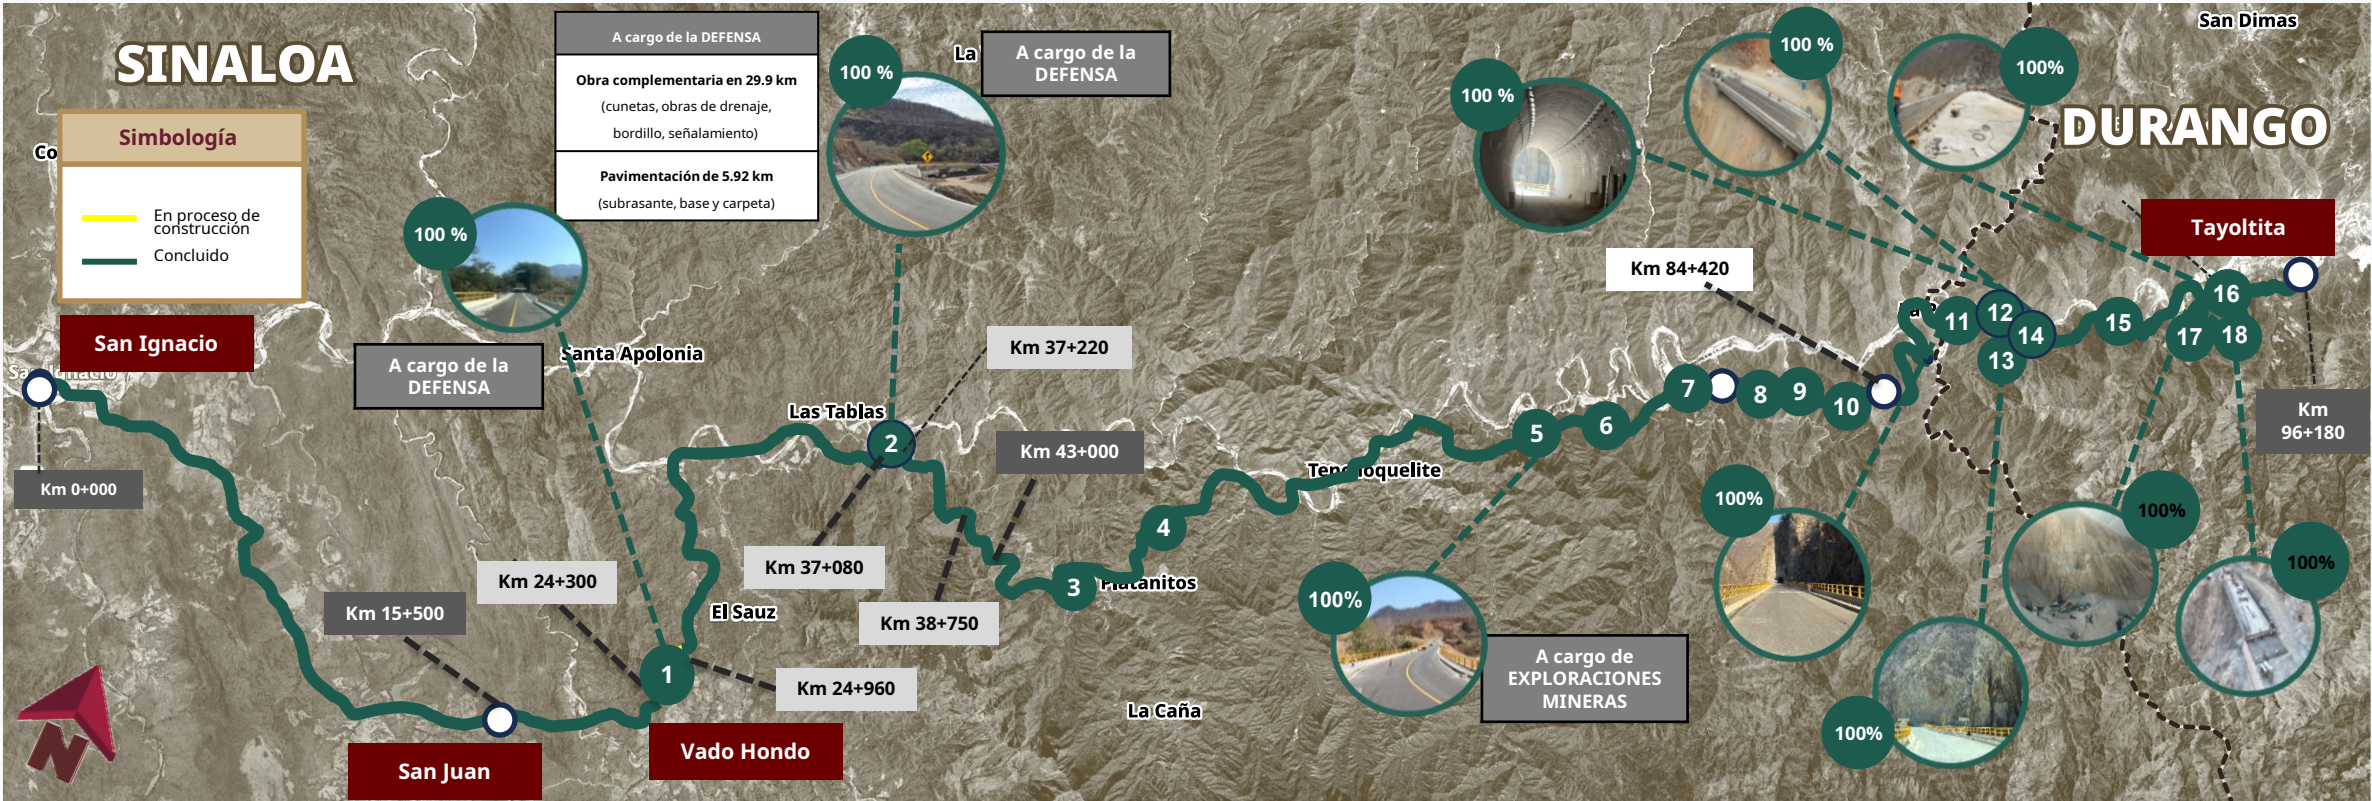 SINALOA
DURANGO
San Dimas
Simbología
En proceso de
construcción
Concluido
A cargo de la DEFENSA
Obra complementaria en 29.9 km
(cunetas, obras de drenaje,
bordillo, señalamiento)
Pavimentación de 5.92 km
(subrasante, base y carpeta)
100 %
La
A cargo de la
DEFENSA
100 %
100 %
100%
100 %
Tayoltita
San Ignacio
A cargo de la
DEFENSA
Santa Apolonia
Km 37+220
Km 84+420
Las Tablas
Km 43+000
Km 0+000
Km 15+500
Km 24+300
Km 37+080
Km 38+750
Km 24+960
El Sauz
Platanitos
La Caña
San Juan
Vado Hondo
N
1
2
3
4
5
6
7
8
9
10
11
12
13
14
15
16
17
18
Km
96+180
100%
A cargo de
EXPLORACIONES
MINERAS
100%
100%
100%
100%